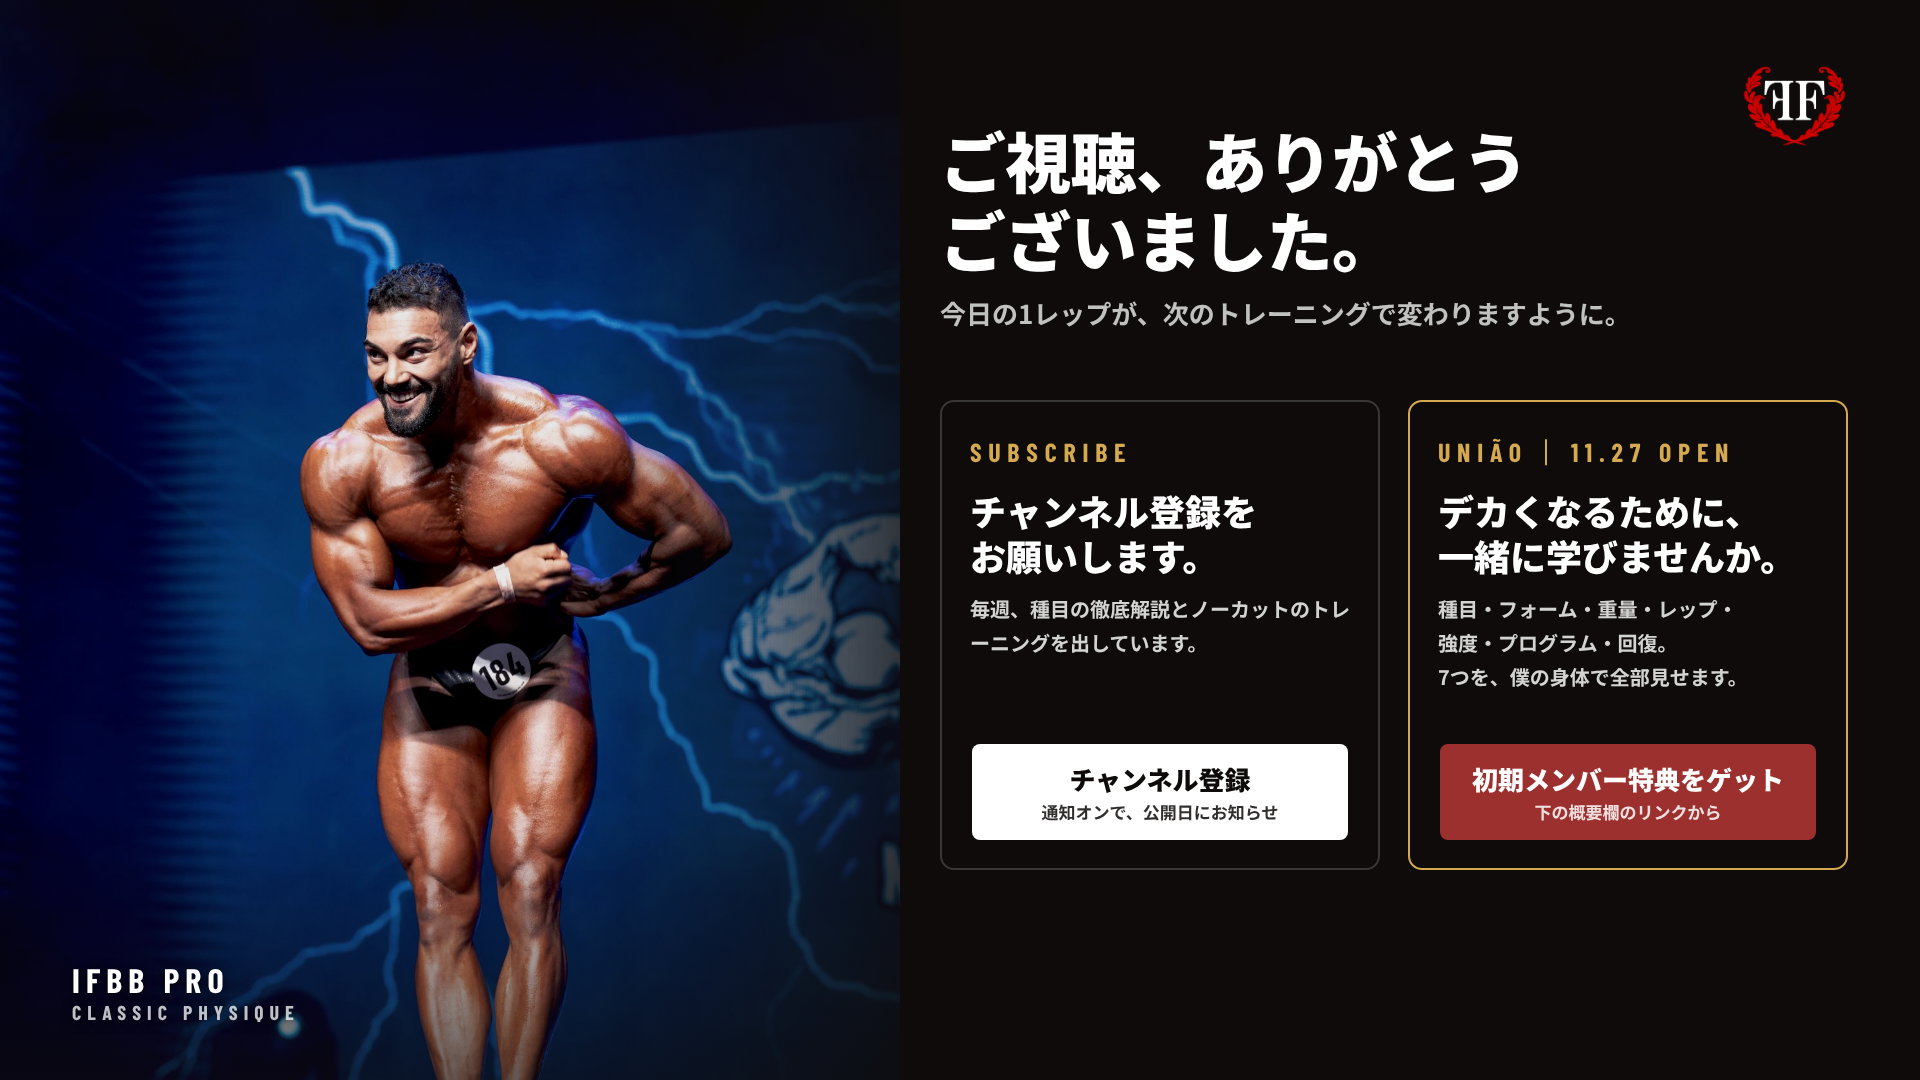 ꟻF
ご視聴、ありがとう
ございました。
今日の1レップが、次のトレーニングで変わりますように。
SUBSCRIBE
チャンネル登録を
お願いします。
毎週、種目の徹底解説とノーカットのトレ
ーニングを出しています。
チャンネル登録
通知オンで、公開日にお知らせ
UNIÃO | 11.27 OPEN
デカくなるために、
一緒に学びませんか。
種目・フォーム・重量・レップ・
強度・プログラム・回復。
7つを、僕の身体で全部見せます。
初期メンバー特典をゲット
下の概要欄のリンクから
184
IFBB PRO
CLASSIC PHYSIQUE